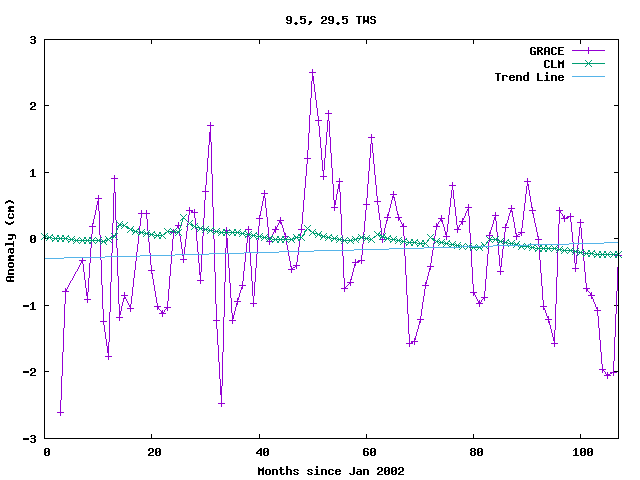 9.5, 29.5 TWS
GRACE
CLM
Trend Line
3
2
1
0
-1
-2
-3
Anomaly (cm)
0 20 40 60 80 100
Months since Jan 2002